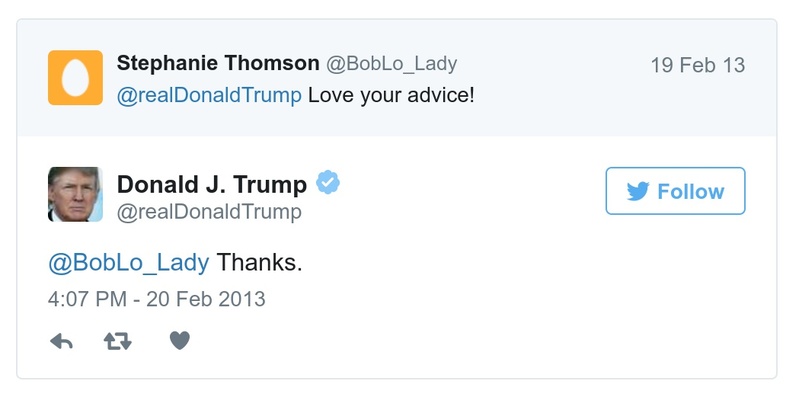 Stephanie Thomson @BobLo_Lady 19 Feb 13
@realDonaldTrump Love your advice!
Donald J. Trump
@realDonaldTrump
Follow
@BobLo_Lady Thanks.
4:07 PM - 20 Feb 2013